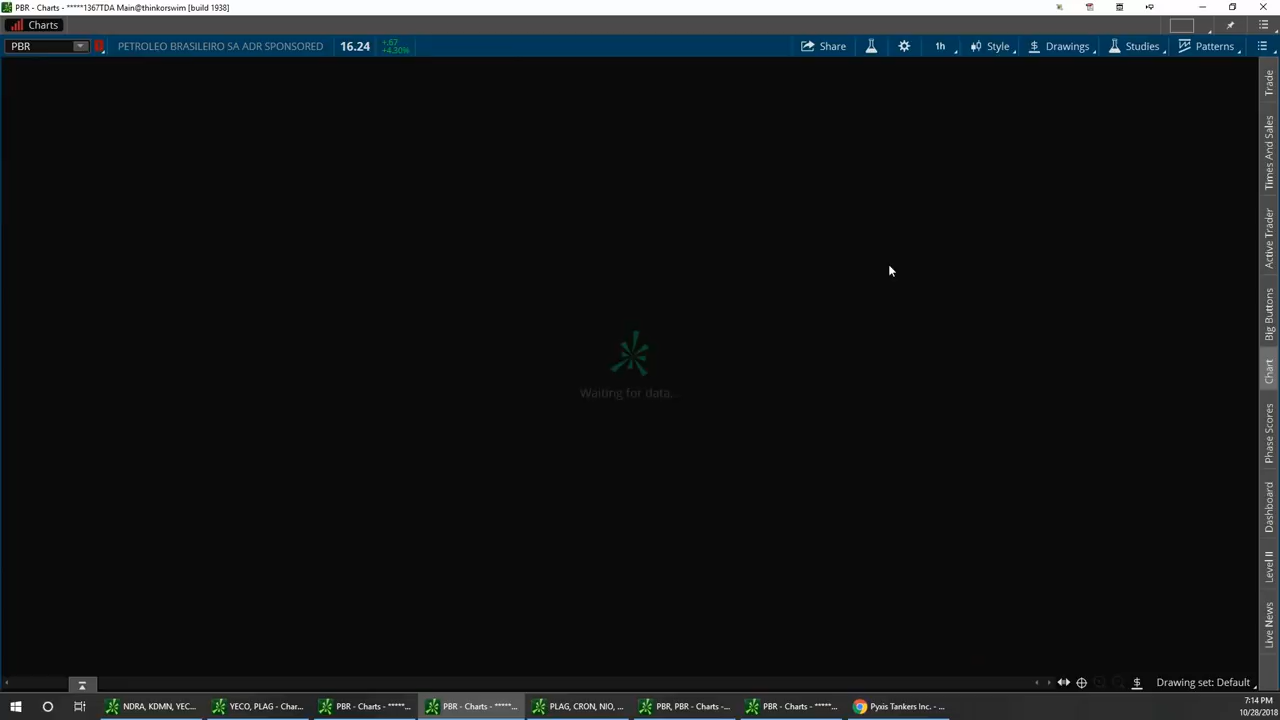 PBR - Charts - *****1367TDA Main@thinkorswim [build 1938]
Charts
PBR
PETROLEO BRASILEIRO SA ADR SPONSORED
16.24
+.67
+4.30%
Share
1h
Style
Drawings
Studies
Patterns
Trade
Times And Sales
Active Trader
Big Buttons
Chart
Phase Scores
Dashboard
Level II
Live News
Waiting for data...
Drawing set: Default
NDRA, KDMN, YEC...
YECO, PLAG - Char...
PBR - Charts - *****...
PBR - Charts - *****...
PLAG, CRON, NIO, ...
PBR, PBR - Charts -...
PBR - Charts - *****...
Pyxis Tankers Inc. - ...
7:14 PM
10/28/2018